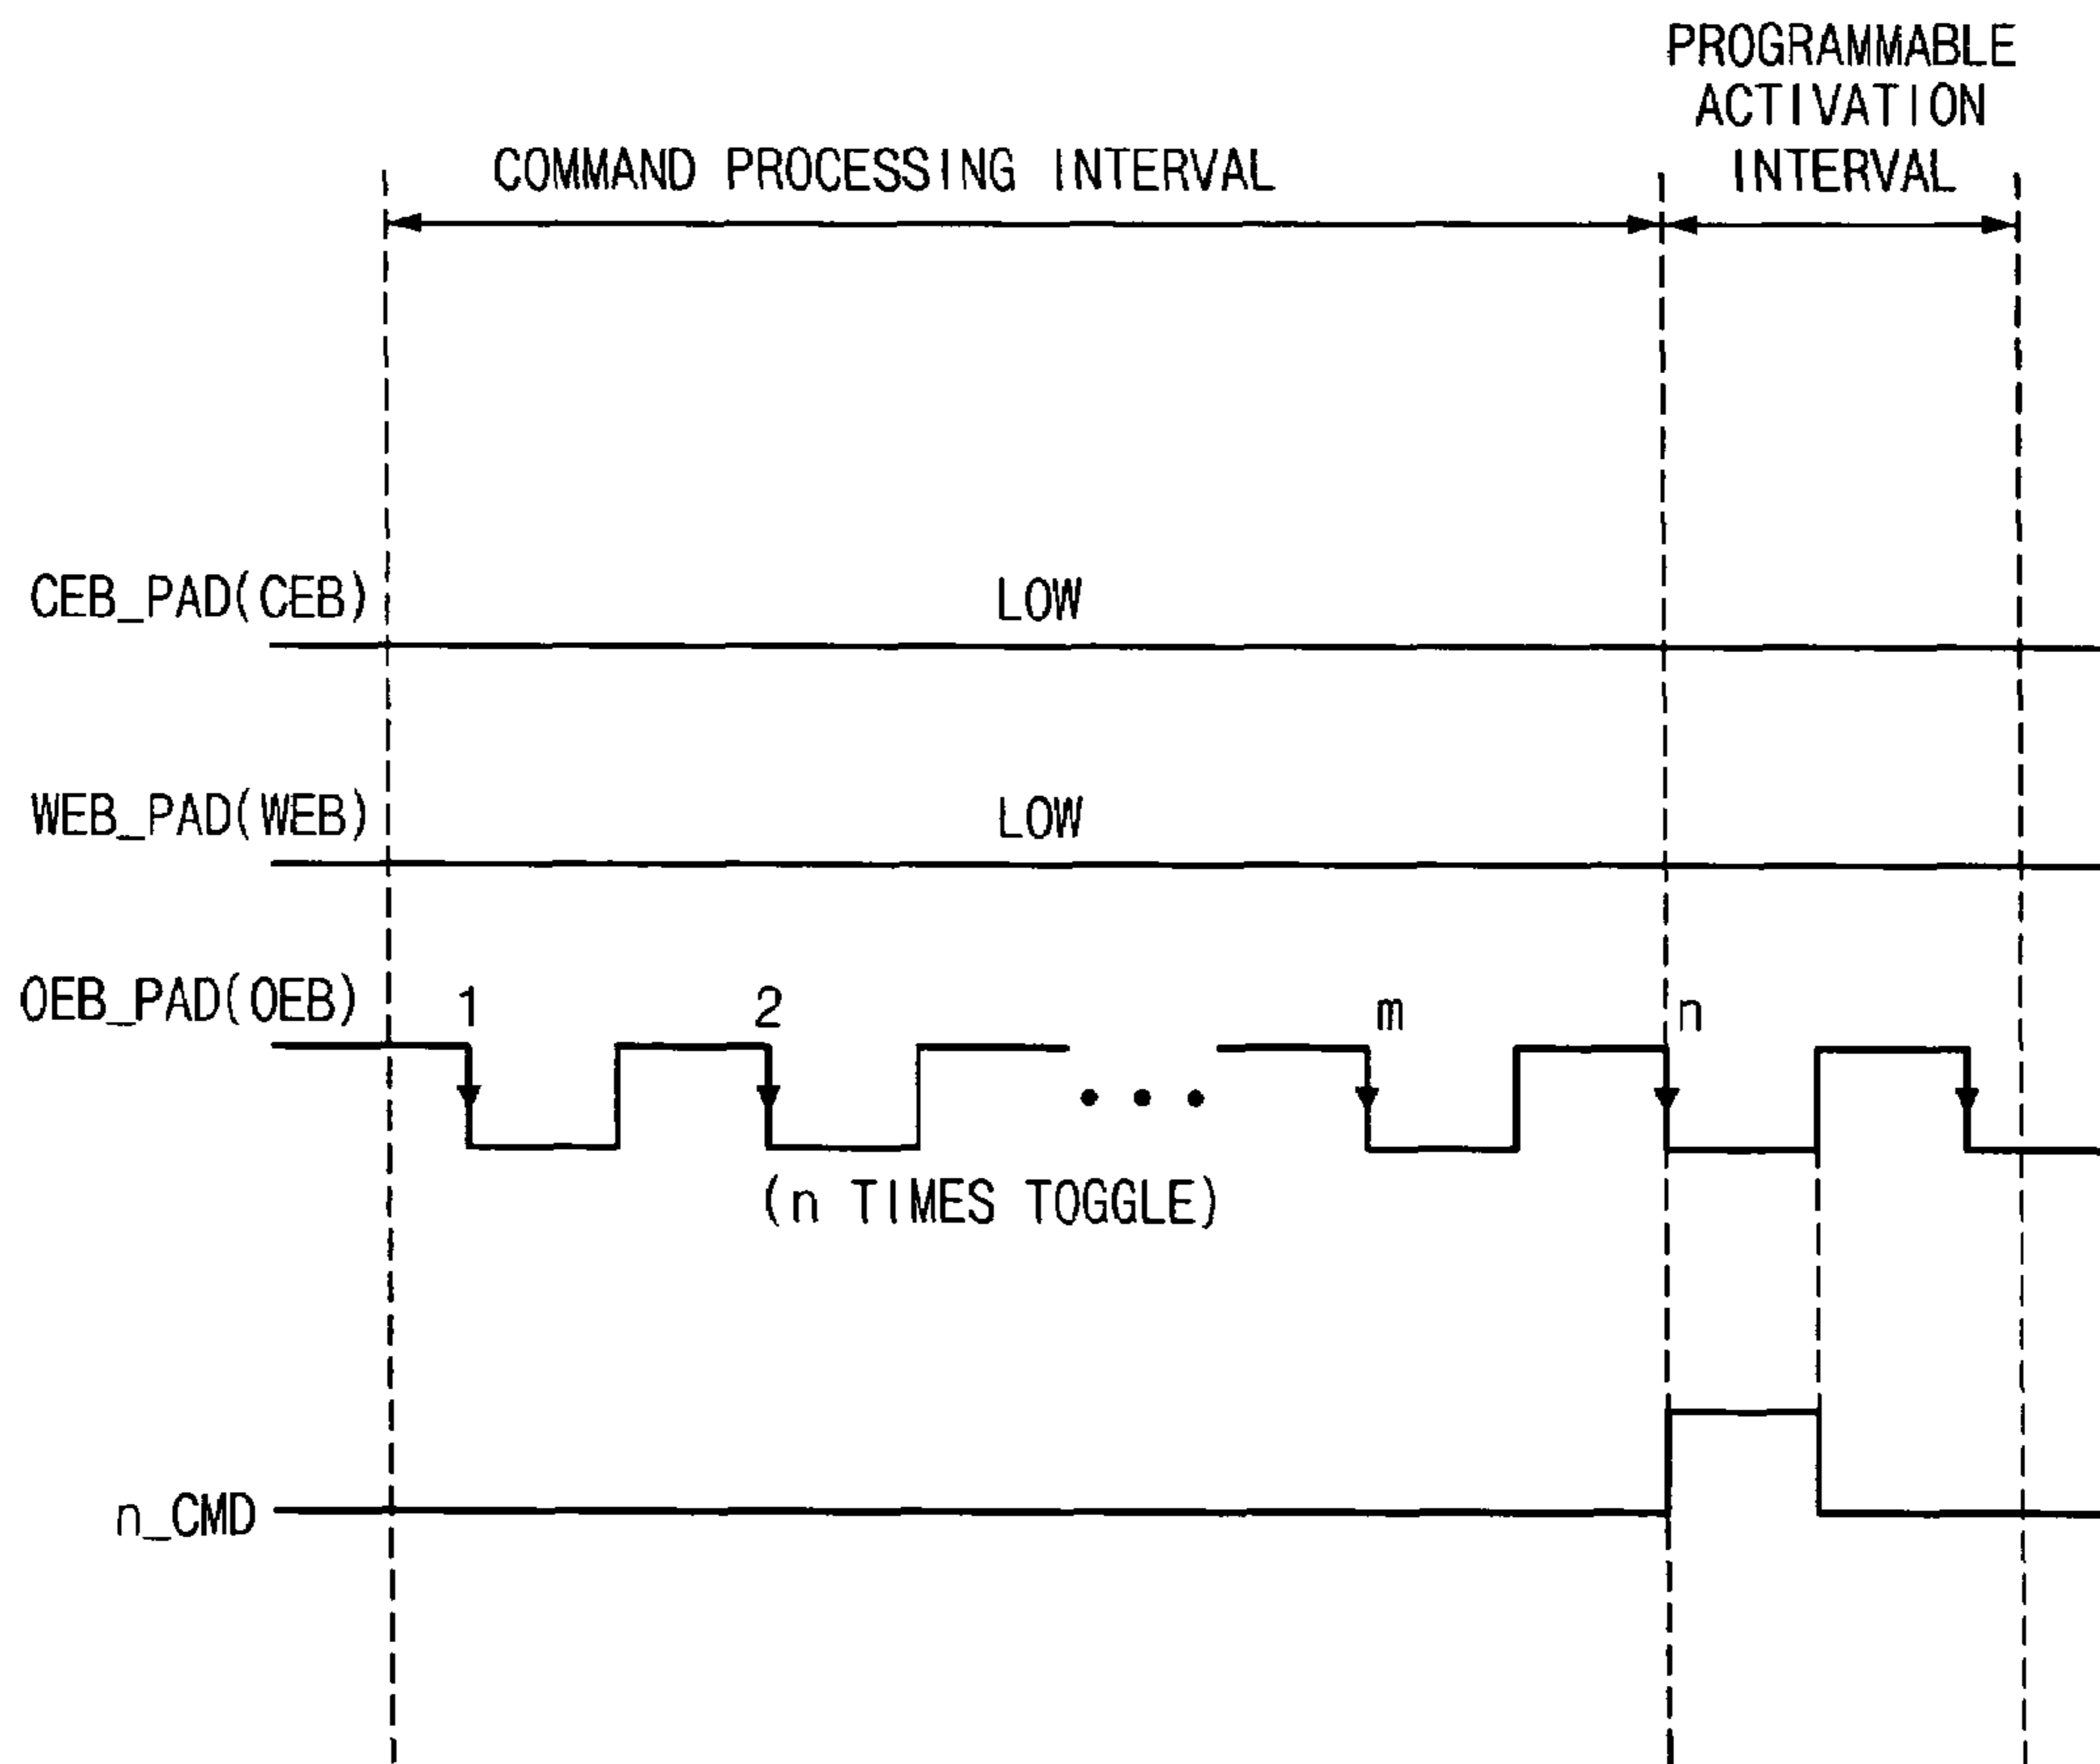 PROGRAMMABLE
ACTIVATION
INTERVAL
COMMAND PROCESSING INTERVAL
CEB_PAD(CEB)
LOW
WEB_PAD(WEB)
LOW
OEB_PAD(OEB)
1 2 m n
(n TIMES TOGGLE)
n_CMD